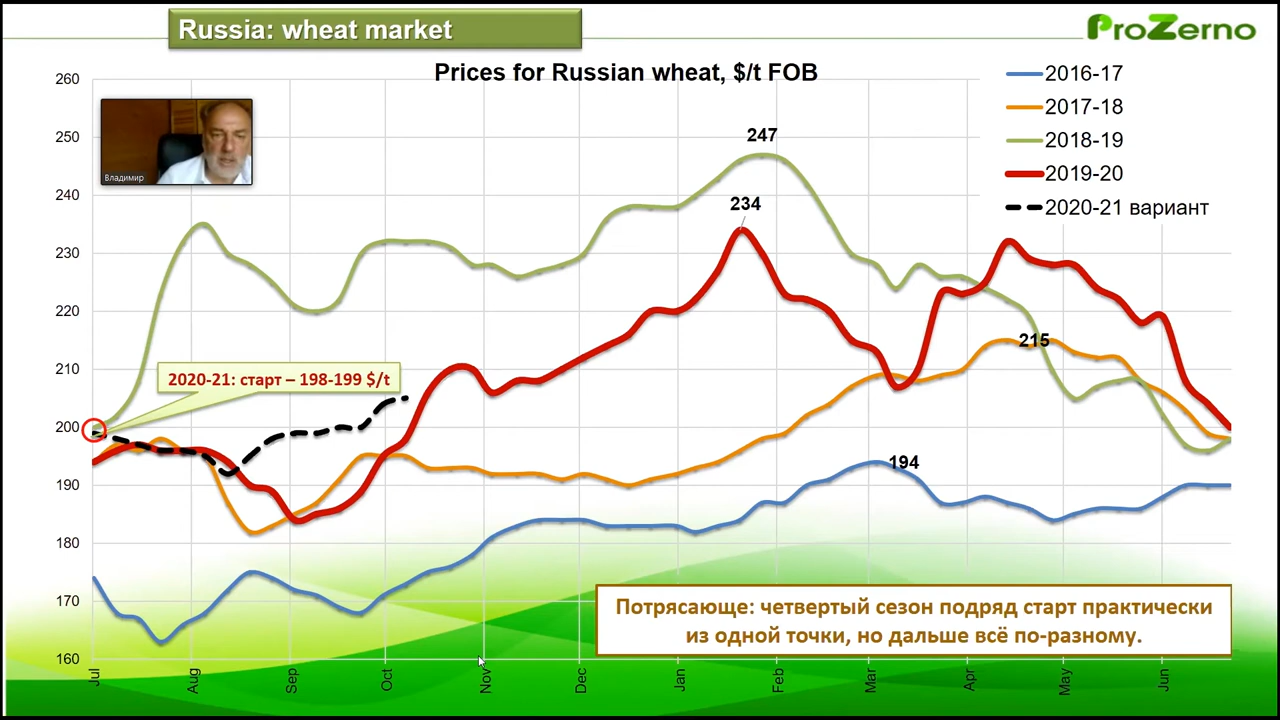 Russia: wheat market
ProZerno
Prices for Russian wheat, $/t FOB
260
250
240
230
220
210
200
190
180
170
160
Владимир
2016-17
2017-18
2018-19
2019-20
2020-21 вариант
247
234
215
194
2020-21: старт – 198-199 $/t
Потрясающе: четвертый сезон подряд старт практически
из одной точки, но дальше всё по-разному.
Jul
Aug
Sep
Oct
Nov
Dec
Jan
Feb
Mar
Apr
May
Jun